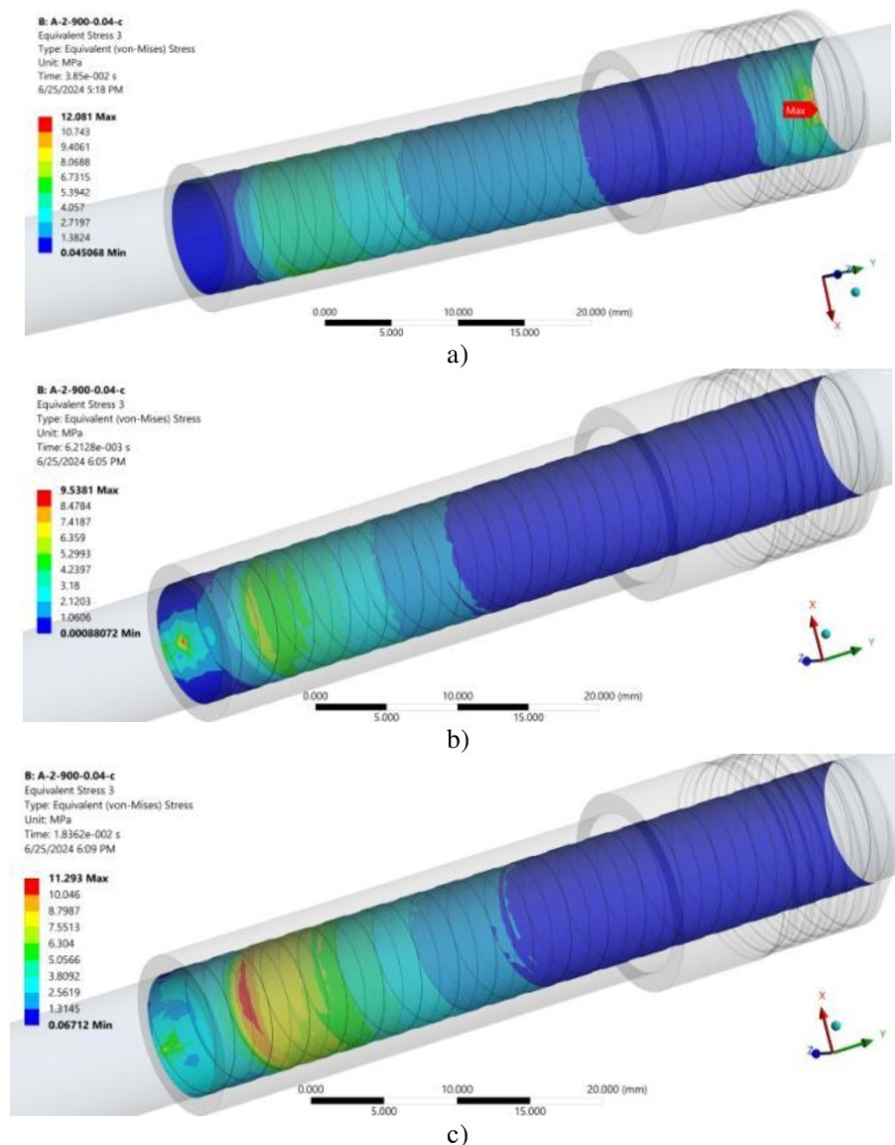 B: A-2-900-0.04-c
Equivalent Stress 3
Type: Equivalent (von-Mises) Stress
Unit: MPa
Time: 3.85e-002 s
6/25/2024 5:18 PM
12.081 Max
10.743
9.4061
8.0688
6.7315
5.3942
4.057
2.7197
1.3824
0.045068 Min
Max
0.000 10.000 20.000 (mm)
5.000 15.000
Z Y
X
a)
B: A-2-900-0.04-c
Equivalent Stress 3
Type: Equivalent (von-Mises) Stress
Unit: MPa
Time: 6.2128e-003 s
6/25/2024 6:05 PM
9.5381 Max
8.4784
7.4187
6.359
5.2993
4.2397
3.18
2.1203
1.0606
0.00088072 Min
0.000 10.000 20.000 (mm)
5.000 15.000
X
Z Y
b)
B: A-2-900-0.04-c
Equivalent Stress 3
Type: Equivalent (von-Mises) Stress
Unit: MPa
Time: 1.8362e-002 s
6/25/2024 6:09 PM
11.293 Max
10.046
8.7987
7.5513
6.304
5.0566
3.8092
2.5619
1.3145
0.06712 Min
0.000 10.000 20.000 (mm)
5.000 15.000
X
Z Y
c)